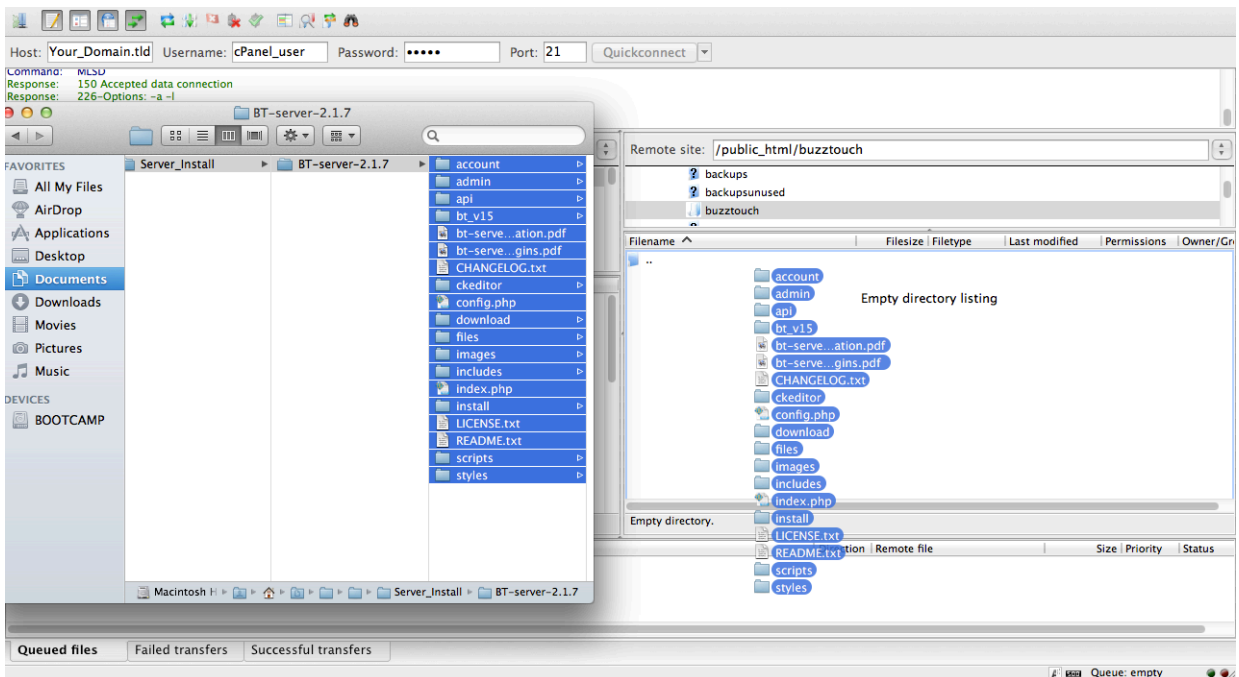 Host: Your_Domain.tld Username: cPanel_user Password: ••••• Port: 21 Quickconnect
Command: MLSD
Response: 150 Accepted data connection
Response: 226-Options: -a -l
BT-server-2.1.7
FAVORITES
All My Files
AirDrop
Applications
Desktop
Documents
Downloads
Movies
Pictures
Music
DEVICES
BOOTCAMP
Server_Install
BT-server-2.1.7
account
admin
api
bt_v15
bt-serve...ation.pdf
bt-serve...gins.pdf
CHANGELOG.txt
ckeditor
config.php
download
files
images
includes
index.php
install
LICENSE.txt
README.txt
scripts
styles
Macintosh H Server_Install BT-server-2.1.7
Remote site: /public_html/buzztouch
backups
backupsunused
buzztouch
Filename Filesize Filetype Last modified Permissions Owner/Gr
..
Empty directory listing
account
admin
api
bt_v15
bt-serve...ation.pdf
bt-serve...gins.pdf
CHANGELOG.txt
ckeditor
config.php
download
files
images
includes
index.php
install
LICENSE.txt
README.txt
scripts
styles
Empty directory.
Remote file Size Priority Status
Queued files Failed transfers Successful transfers
Queue: empty